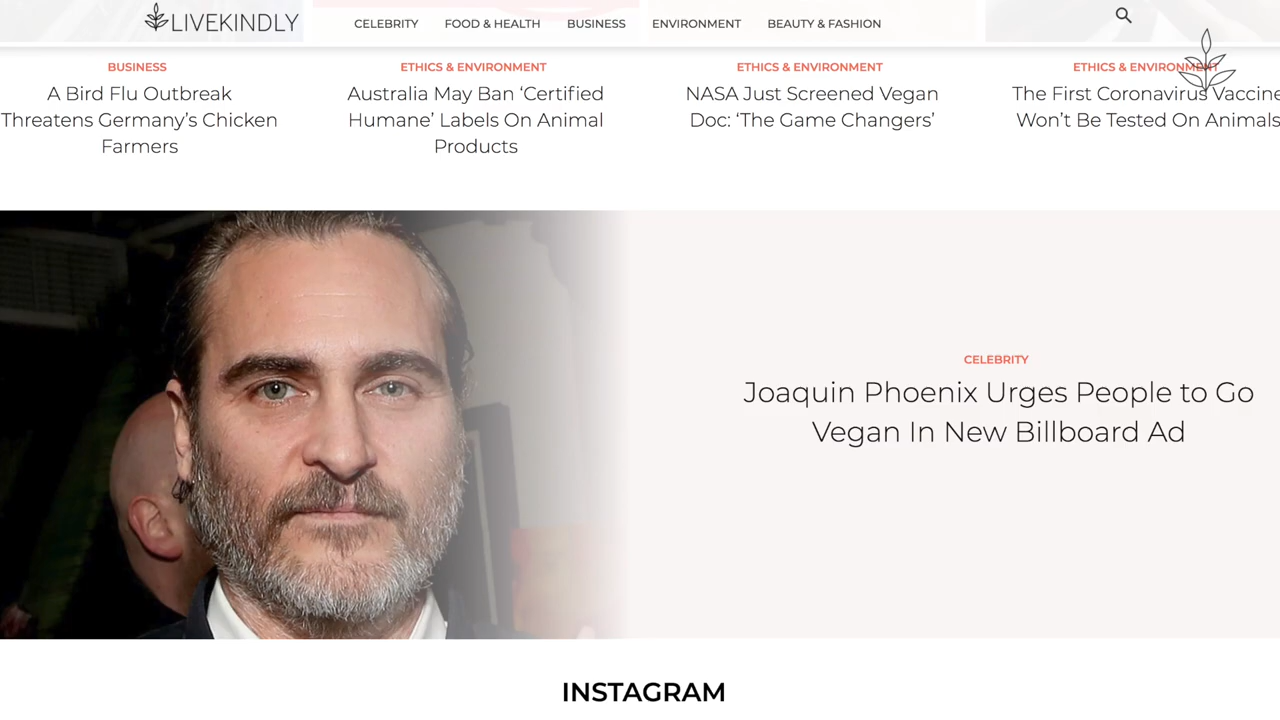 LIVEKINDLY
CELEBRITY FOOD & HEALTH BUSINESS ENVIRONMENT BEAUTY & FASHION
BUSINESS
A Bird Flu Outbreak
Threatens Germany’s Chicken
Farmers
ETHICS & ENVIRONMENT
Australia May Ban ‘Certified
Humane’ Labels On Animal
Products
ETHICS & ENVIRONMENT
NASA Just Screened Vegan
Doc: ‘The Game Changers’
ETHICS & ENVIRONMENT
The First Coronavirus Vaccine
Won’t Be Tested On Animals
CELEBRITY
Joaquin Phoenix Urges People to Go
Vegan In New Billboard Ad
INSTAGRAM